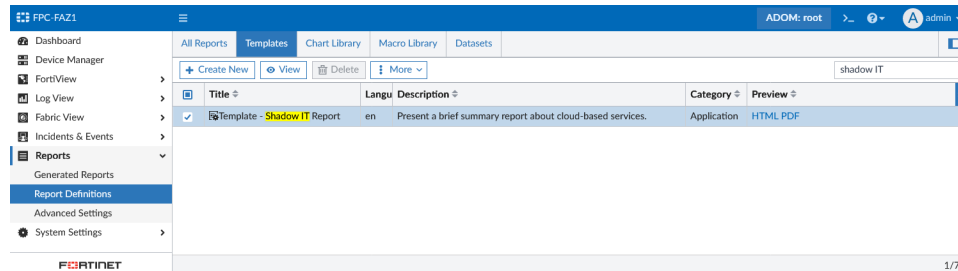 FPC-FAZ1
ADOM: root
>_
?
A
admin
Dashboard
Device Manager
FortiView
Log View
Fabric View
Incidents & Events
Reports
Generated Reports
Report Definitions
Advanced Settings
System Settings
FORTINET
All Reports Templates Chart Library Macro Library Datasets
+ Create New View Delete More
shadow IT
Title Langu Description Category Preview
Template - Shadow IT Report en Present a brief summary report about cloud-based services. Application HTML PDF
1/7